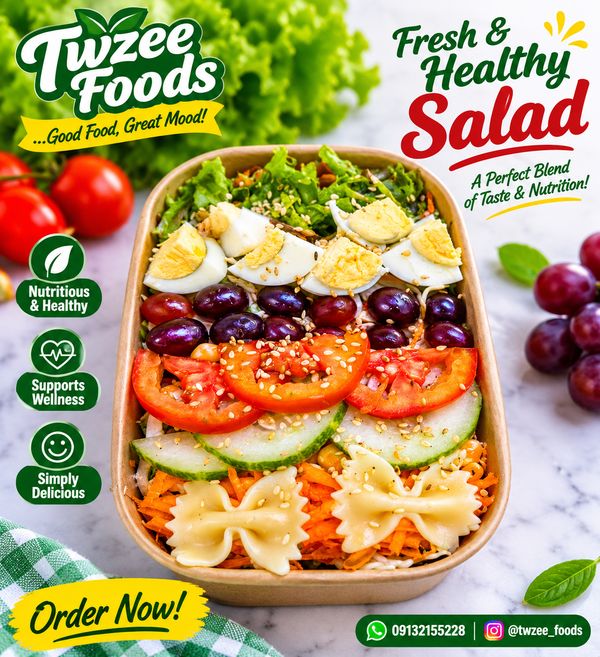 Twzee
Foods
...Good Food, Great Mood!
Fresh &
Healthy
Salad
A Perfect Blend
of Taste & Nutrition!
Nutritious
& Healthy
Supports
Wellness
Simply
Delicious
Order Now!
09132155228 | @twzee_foods